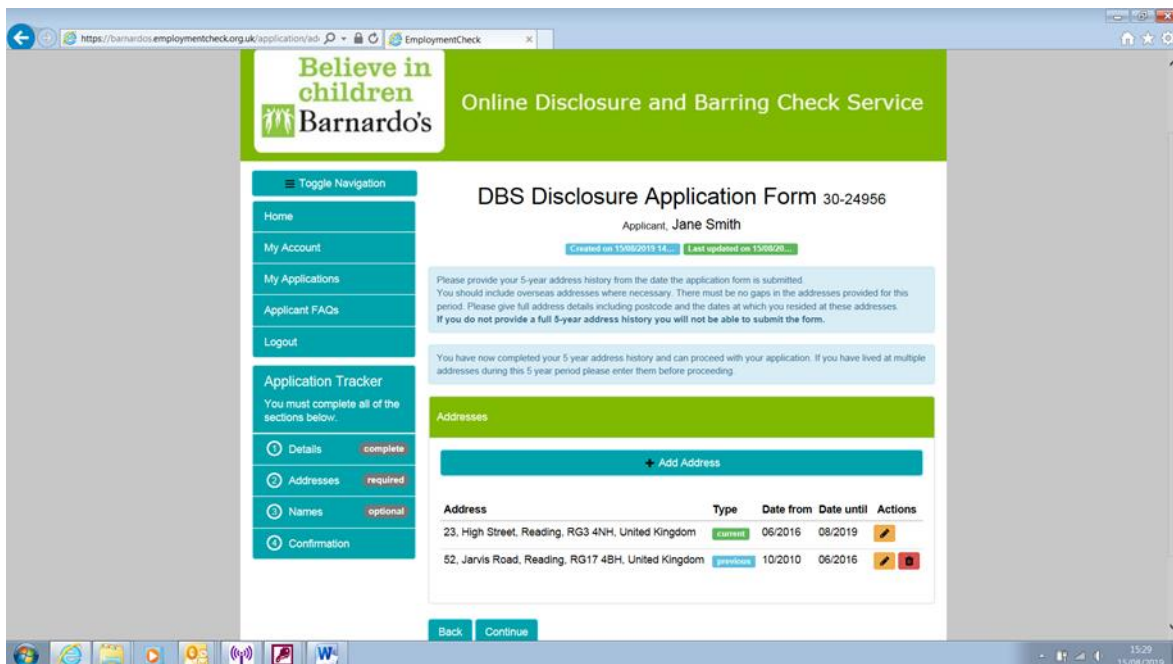 https://barnardos.employmentcheck.org.uk/application/ad
EmploymentCheck
Believe in
children
Barnardo's
Online Disclosure and Barring Check Service
Toggle Navigation
Home
My Account
My Applications
Applicant FAQs
Logout
Application Tracker
You must complete all of the
sections below.
1 Details complete
2 Addresses required
3 Names optional
4 Confirmation
DBS Disclosure Application Form 30-24956
Applicant, Jane Smith
Created on 15/08/2019 14... Last updated on 15/08/20...
Please provide your 5-year address history from the date the application form is submitted.
You should include overseas addresses where necessary. There must be no gaps in the addresses provided for this
period. Please give full address details including postcode and the dates at which you resided at these addresses.
If you do not provide a full 5-year address history you will not be able to submit the form.
You have now completed your 5 year address history and can proceed with your application. If you have lived at multiple
addresses during this 5 year period please enter them before proceeding.
Addresses
+ Add Address
Address Type Date from Date until Actions
23, High Street, Reading, RG3 4NH, United Kingdom current 06/2016 08/2019
52, Jarvis Road, Reading, RG17 4BH, United Kingdom previous 10/2010 06/2016
Back Continue
15:29
15/08/2019